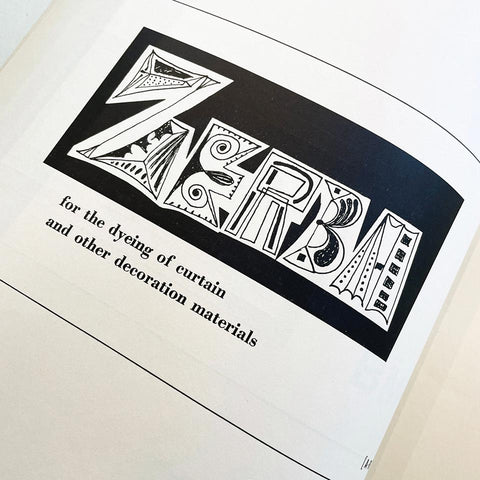 ZERBA
for the dyeing of curtain
and other decoration materials